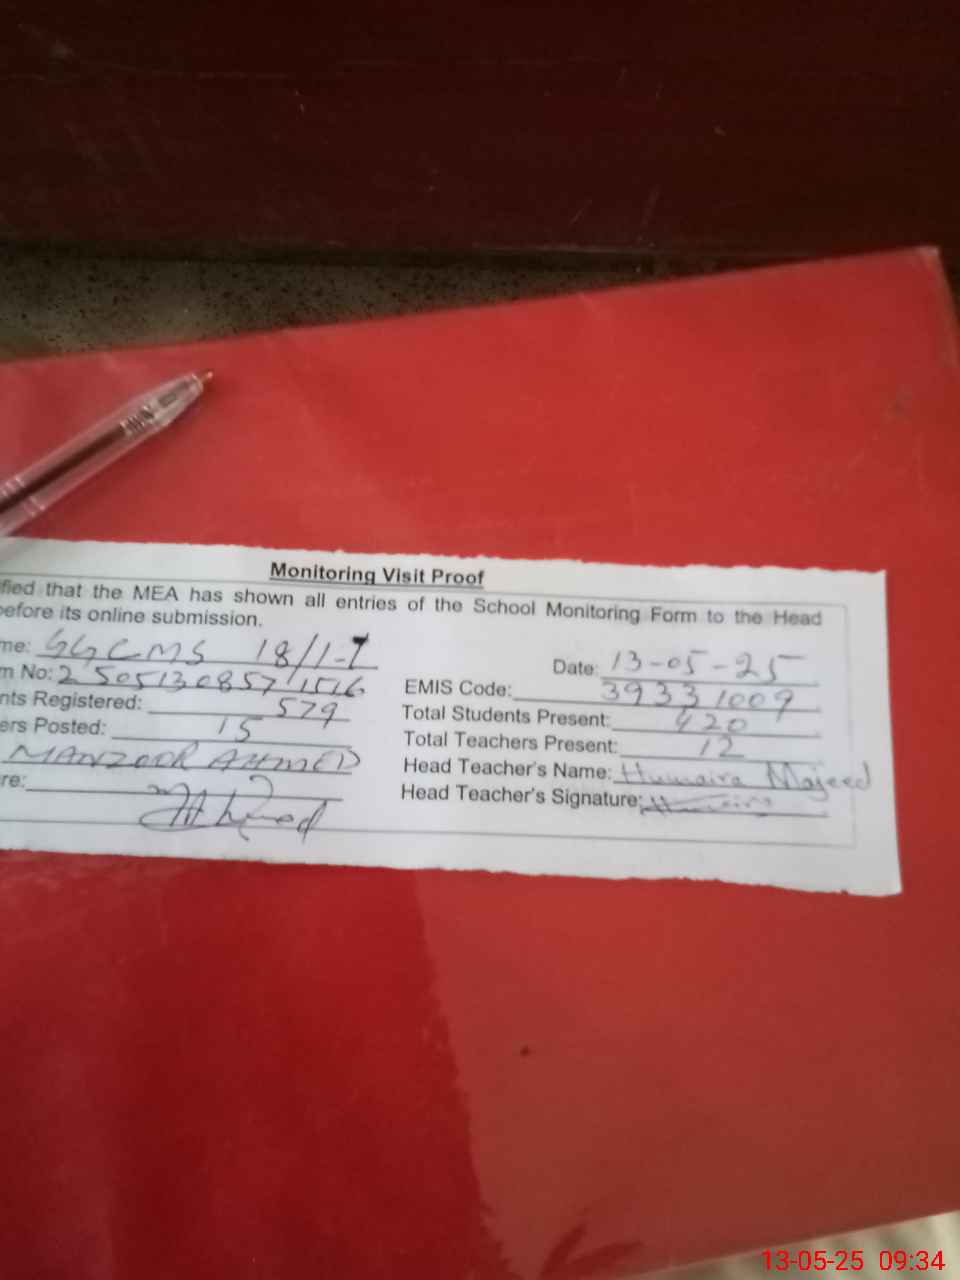 Monitoring Visit Proof
fied that the MEA has shown all entries of the School Monitoring Form to the Head
before its online submission.
me: GGCMS 18/1-L Date: 13-05-25
m No: 25051308571516 EMIS Code: 39331009
nts Registered: 579 Total Students Present: 420
ers Posted: 15 Total Teachers Present: 12
MANZOOR AHMED Head Teacher's Name: Humaira Majeed
re: Head Teacher's Signature: Humaira
13-05-25 09:34